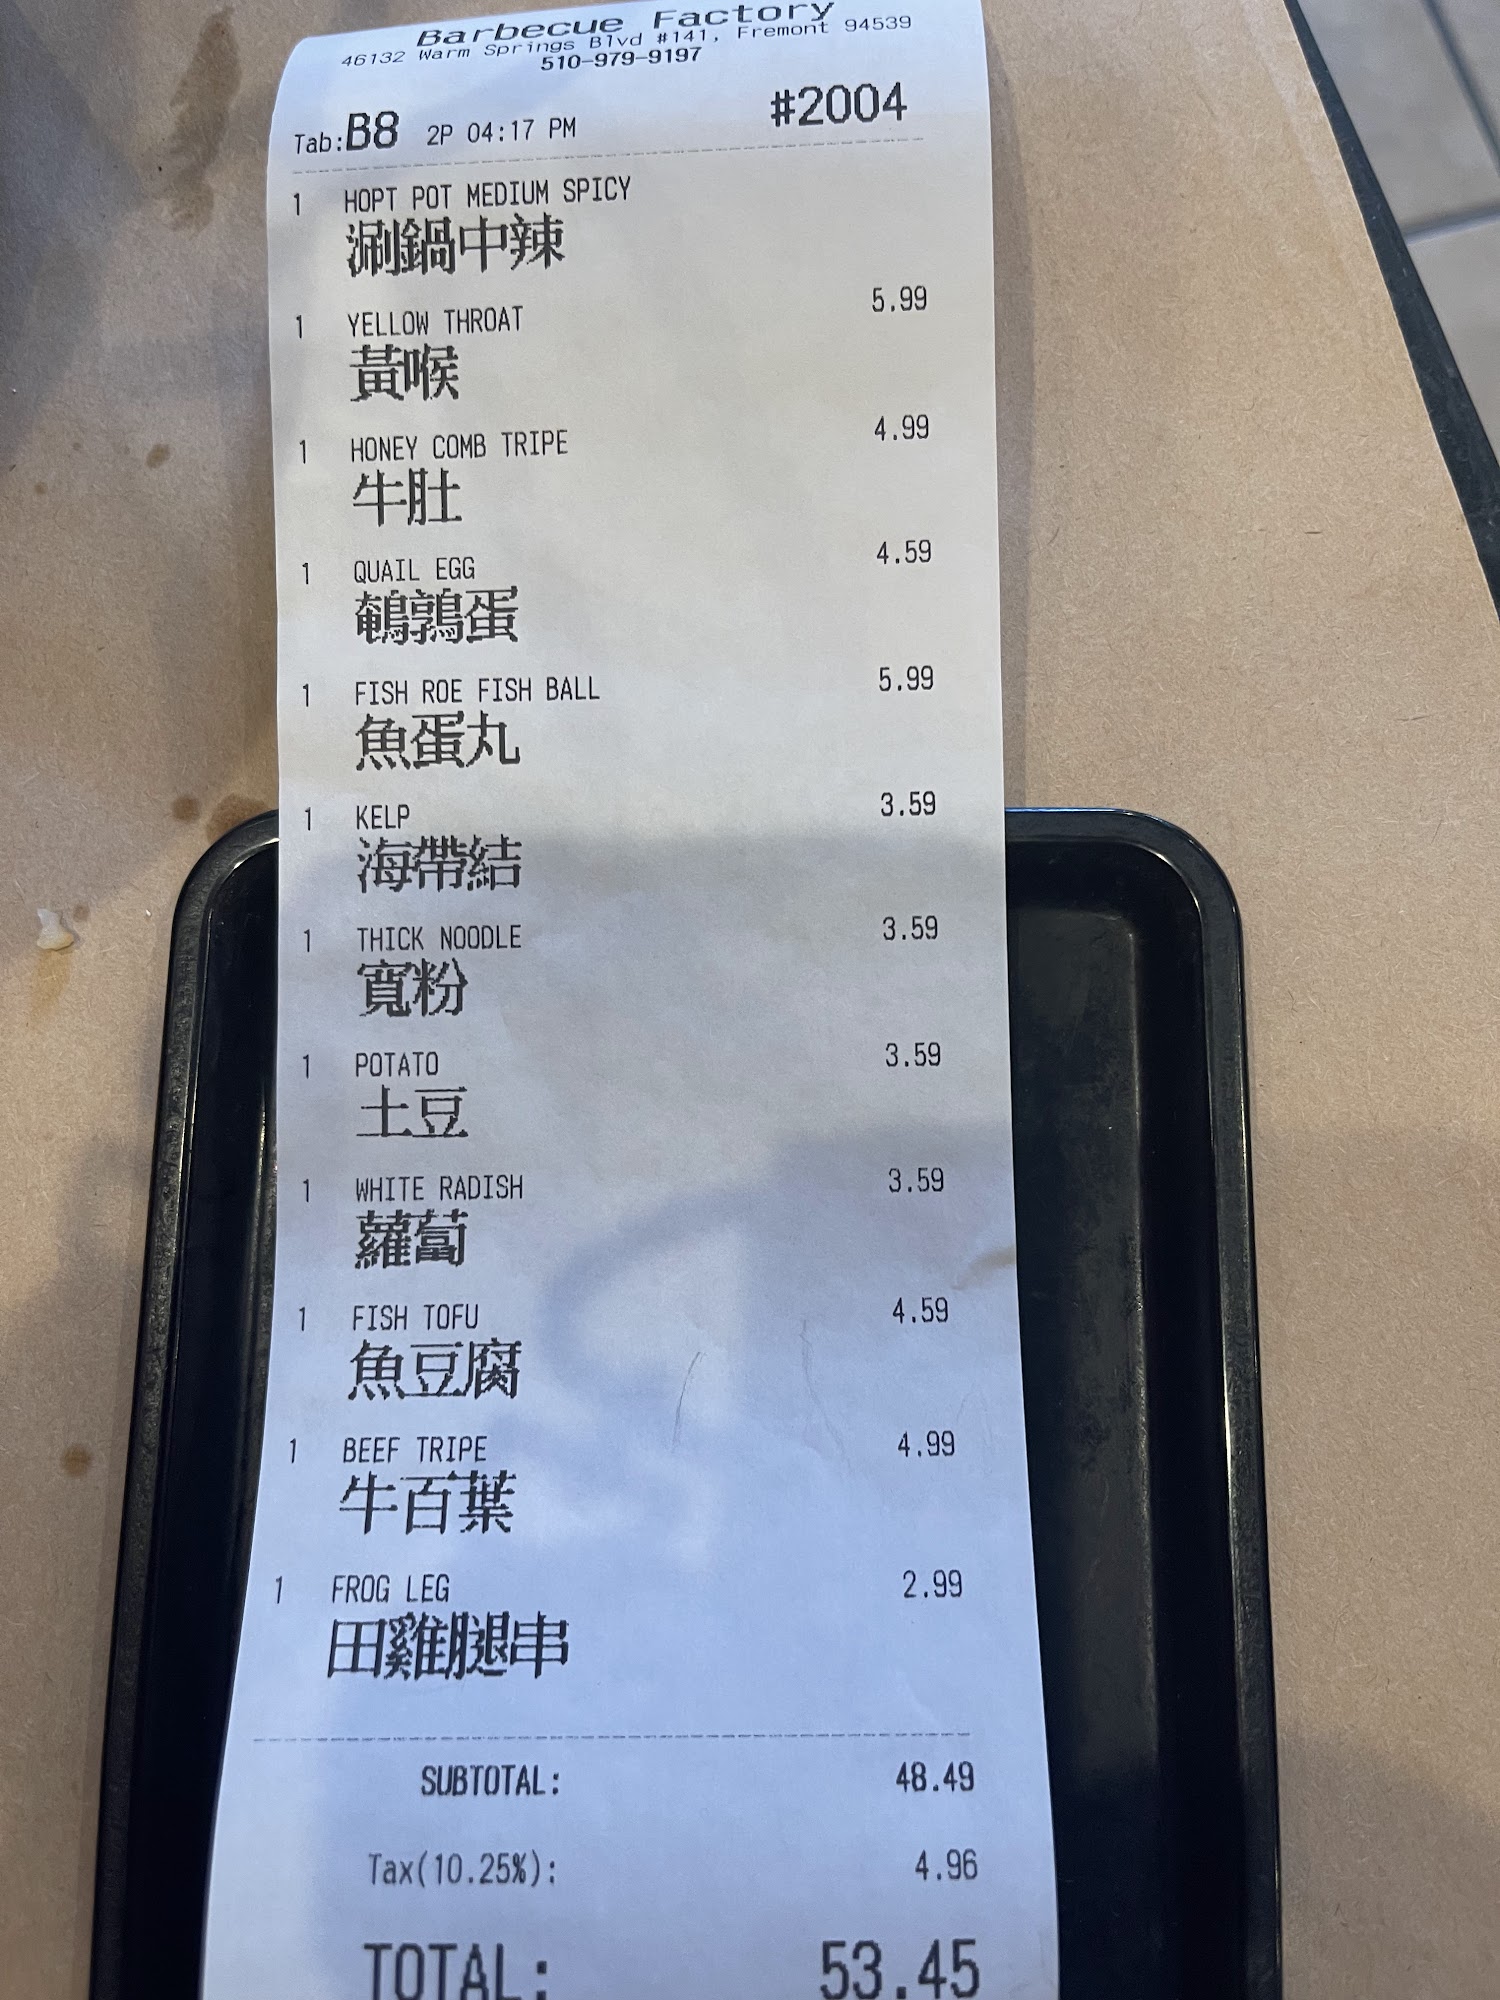 Barbecue Factory
46132 Warm Springs Blvd #141, Fremont 94539
510-979-9197
Tab:B8 2P 04:17 PM #2004
1 HOPT POT MEDIUM SPICY
涮鍋中辣
1 YELLOW THROAT 5.99
黃喉
1 HONEY COMB TRIPE 4.99
牛肚
1 QUAIL EGG 4.59
鵪鶉蛋
1 FISH ROE FISH BALL 5.99
魚蛋丸
1 KELP 3.59
海帶結
1 THICK NOODLE 3.59
寬粉
1 POTATO 3.59
土豆
1 WHITE RADISH 3.59
蘿蔔
1 FISH TOFU 4.59
魚豆腐
1 BEEF TRIPE 4.99
牛百葉
1 FROG LEG 2.99
田雞腿串
SUBTOTAL: 48.49
Tax(10.25%): 4.96
TOTAL: 53.45